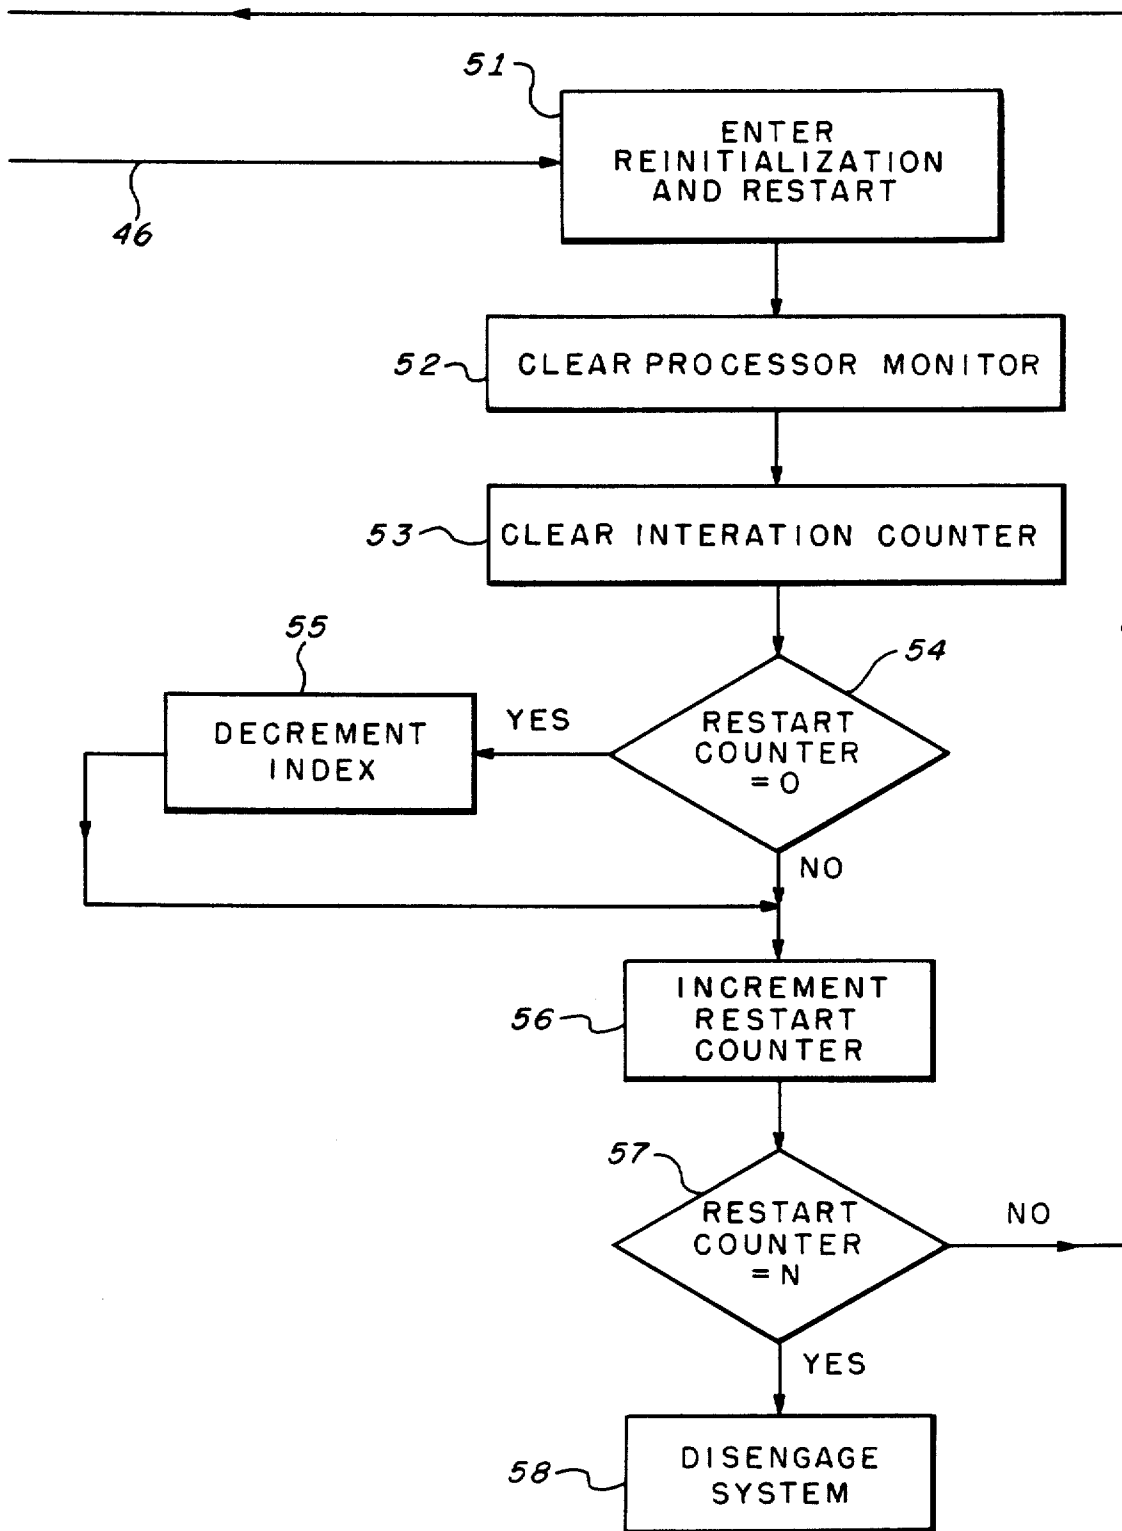 51
ENTER
REINITIALIZATION
AND RESTART
46
52
CLEAR PROCESSOR MONITOR
53
CLEAR INTERATION COUNTER
54
RESTART
COUNTER
= 0
YES
55
DECREMENT
INDEX
NO
56
INCREMENT
RESTART
COUNTER
57
RESTART
COUNTER
= N
NO
YES
58
DISENGAGE
SYSTEM